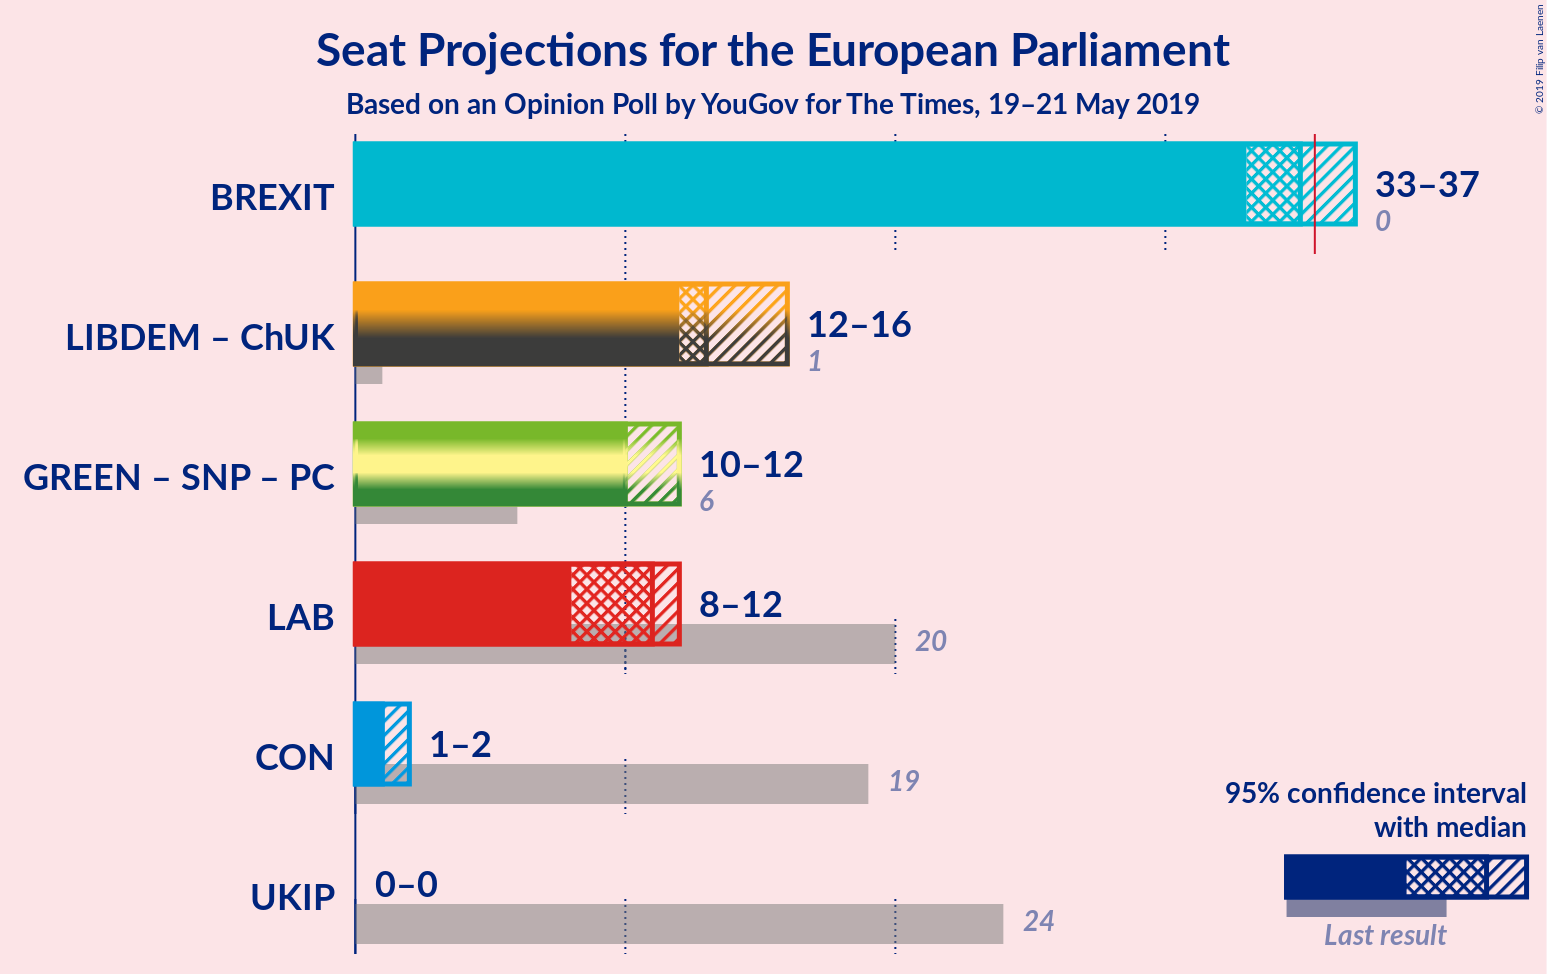 Seat Projections for the European Parliament
Based on an Opinion Poll by YouGov for The Times, 19–21 May 2019
© 2019 Filip van Laenen
BREXIT
33–37
0
LIBDEM – ChUK
12–16
1
GREEN – SNP – PC
10–12
6
LAB
8–12
20
CON
1–2
19
UKIP
0–0
24
95% confidence interval
with median
Last result